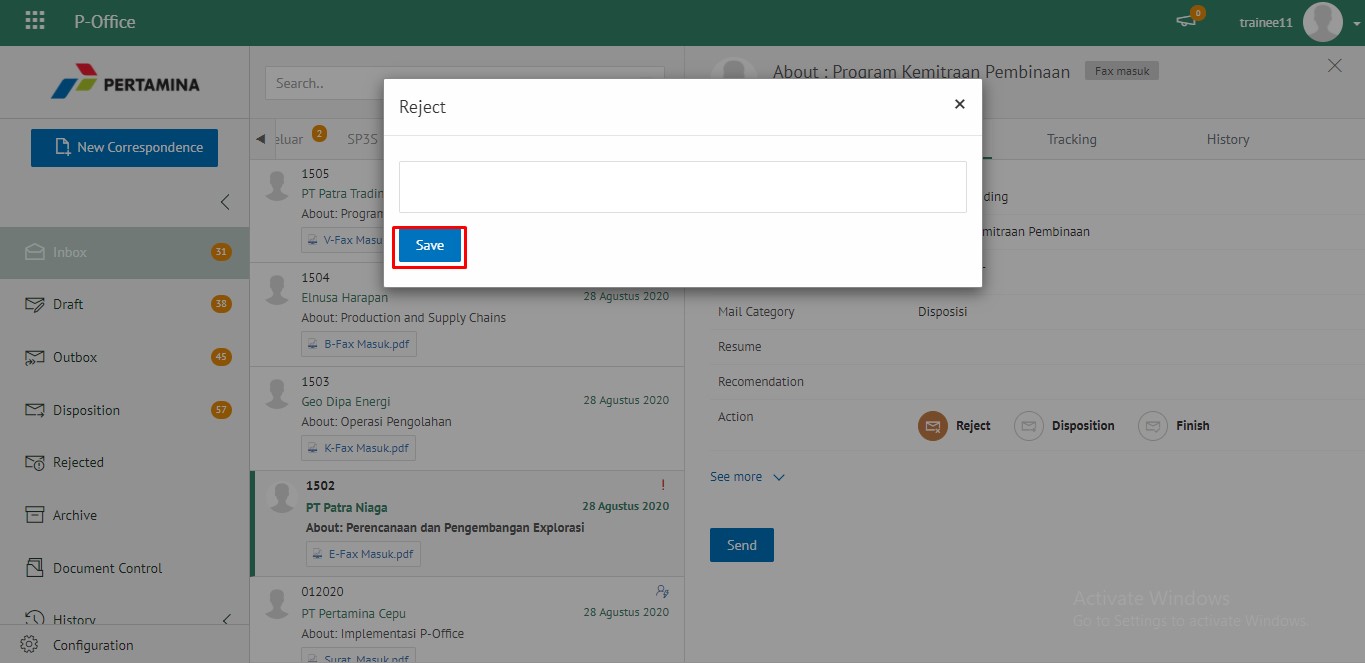 P-Office
0
trainee11
PERTAMINA
New Correspondence
Inbox 31
Draft 38
Outbox 45
Disposition 57
Rejected
Archive
Document Control
History
Configuration
Search..
eluar 2 SP3S
1505
PT Patra Tradin
About: Program
V-Fax Masu
1504
Elnusa Harapan 28 Agustus 2020
About: Production and Supply Chains
B-Fax Masuk.pdf
1503
Geo Dipa Energi 28 Agustus 2020
About: Operasi Pengolahan
K-Fax Masuk.pdf
1502 !
PT Patra Niaga 28 Agustus 2020
About: Perencanaan dan Pengembangan Explorasi
E-Fax Masuk.pdf
012020
PT Pertamina Cepu 28 Agustus 2020
About: Implementasi P-Office
Surat Masuk.pdf
Reject ×
Save
About : Program Kemitraan Pembinaan Fax masuk
Tracking History
ding
mitraan Pembinaan
-
Mail Category Disposisi
Resume
Recomendation
Action Reject Disposition Finish
See more
Send
Activate Windows
Go to Settings to activate Windows.